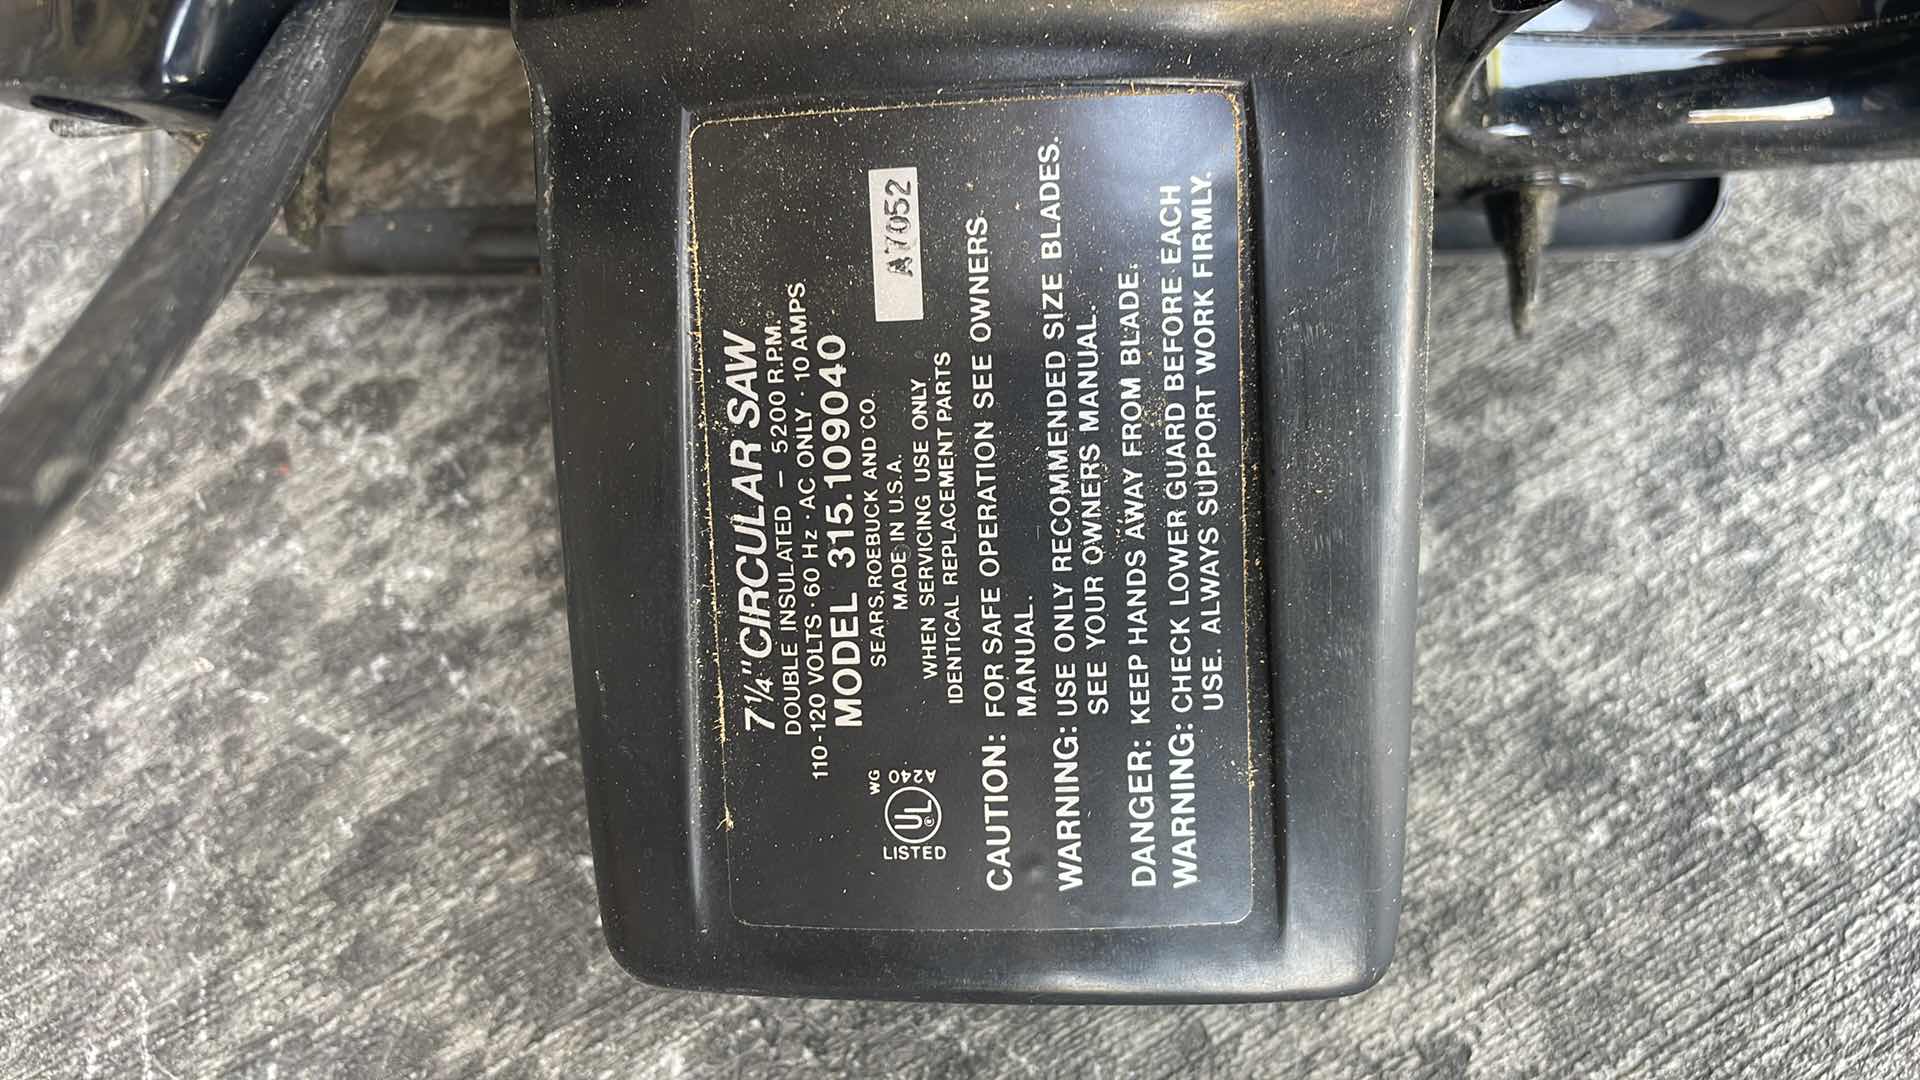 7 1/4" CIRCULAR SAW
DOUBLE INSULATED – 5200 R.P.M.
110-120 VOLTS · 60 Hz · AC ONLY · 10 AMPS
MODEL 315.109040
SEARS, ROEBUCK AND CO.
MADE IN U.S.A.
A7052
WHEN SERVICING USE ONLY
IDENTICAL REPLACEMENT PARTS
WG
A240
UL ®
LISTED
CAUTION: FOR SAFE OPERATION SEE OWNERS
MANUAL.
WARNING: USE ONLY RECOMMENDED SIZE BLADES.
SEE YOUR OWNERS MANUAL.
DANGER: KEEP HANDS AWAY FROM BLADE.
WARNING: CHECK LOWER GUARD BEFORE EACH
USE. ALWAYS SUPPORT WORK FIRMLY.